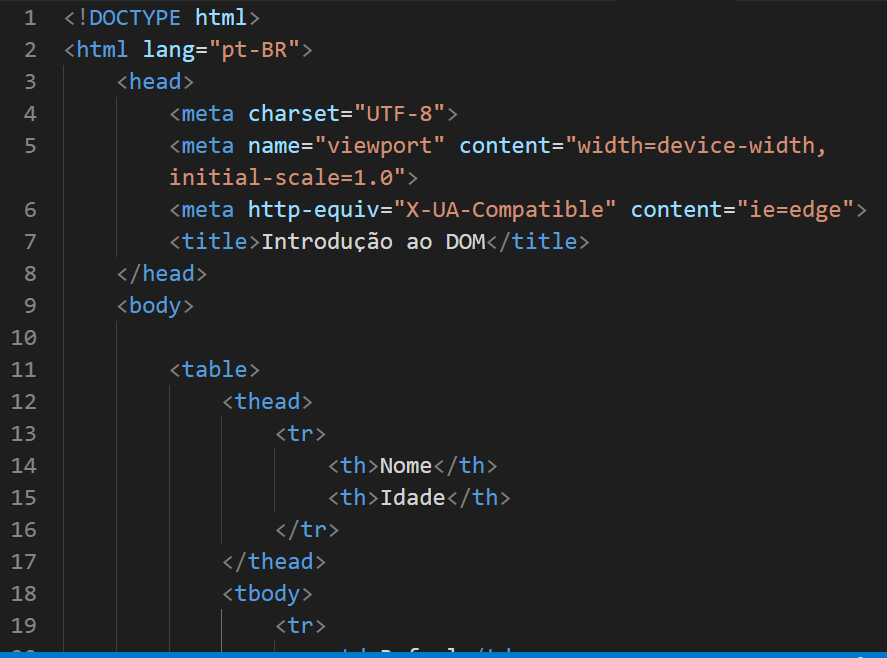 1 <!DOCTYPE html>
2 <html lang="pt-BR">
3 <head>
4 <meta charset="UTF-8">
5 <meta name="viewport" content="width=device-width,
initial-scale=1.0">
6 <meta http-equiv="X-UA-Compatible" content="ie=edge">
7 <title>Introdução ao DOM</title>
8 </head>
9 <body>
10
11 <table>
12 <thead>
13 <tr>
14 <th>Nome</th>
15 <th>Idade</th>
16 </tr>
17 </thead>
18 <tbody>
19 <tr>